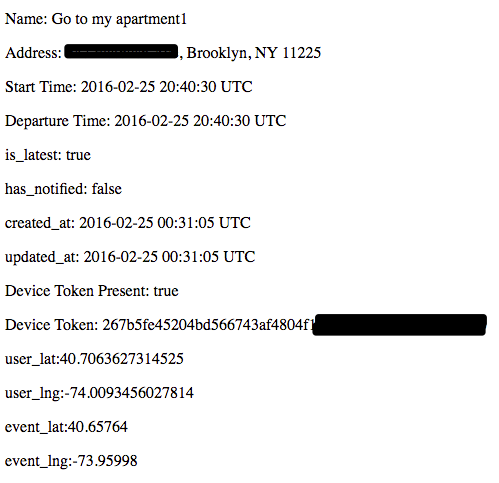 Name: Go to my apartment1
Address: , Brooklyn, NY 11225
Start Time: 2016-02-25 20:40:30 UTC
Departure Time: 2016-02-25 20:40:30 UTC
is_latest: true
has_notified: false
created_at: 2016-02-25 00:31:05 UTC
updated_at: 2016-02-25 00:31:05 UTC
Device Token Present: true
Device Token: 267b5fe45204bd566743af4804f1
user_lat:40.7063627314525
user_lng:-74.0093456027814
event_lat:40.65764
event_lng:-73.95998